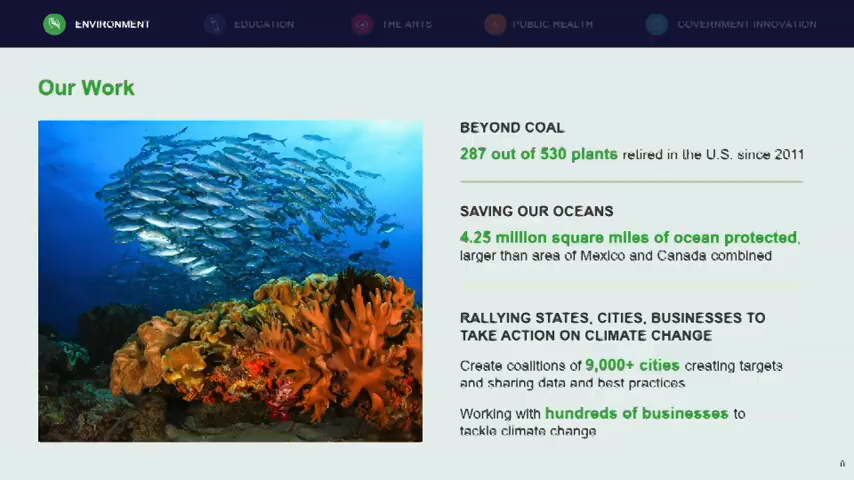 ENVIRONMENT
EDUCATION
THE ARTS
PUBLIC HEALTH
GOVERNMENT INNOVATION
Our Work
BEYOND COAL
287 out of 530 plants retired in the U.S. since 2011
SAVING OUR OCEANS
4.25 million square miles of ocean protected,
larger than area of Mexico and Canada combined
RALLYING STATES, CITIES, BUSINESSES TO
TAKE ACTION ON CLIMATE CHANGE
Create coalitions of 9,000+ cities creating targets
and sharing data and best practices
Working with hundreds of businesses to
tackle climate change